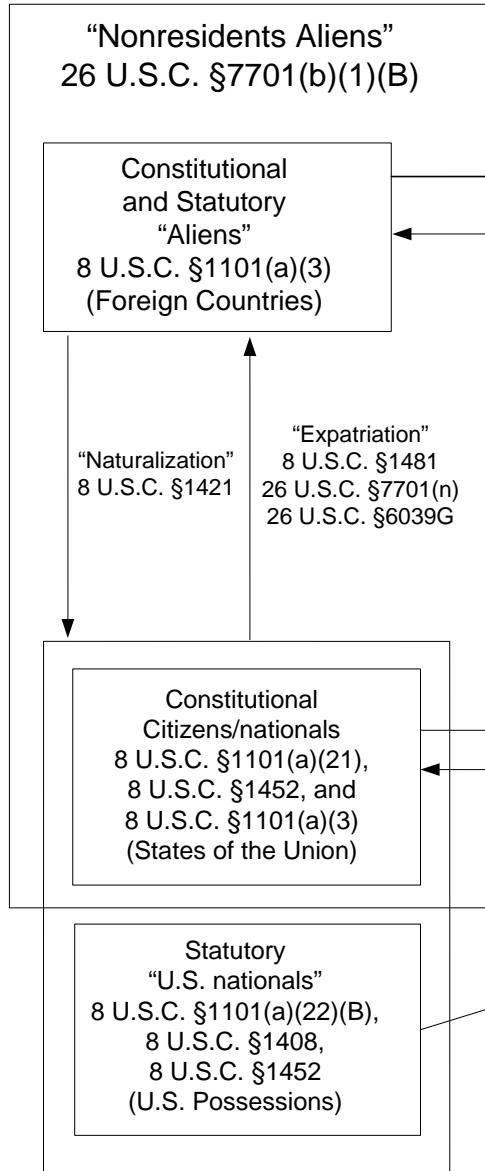 “Nonresidents Aliens”
26 U.S.C. §7701(b)(1)(B)
Constitutional
and Statutory
“Aliens”
8 U.S.C. §1101(a)(3)
(Foreign Countries)
“Naturalization”
8 U.S.C. §1421
“Expatriation”
8 U.S.C. §1481
26 U.S.C. §7701(n)
26 U.S.C. §6039G
Constitutional
Citizens/nationals
8 U.S.C. §1101(a)(21),
8 U.S.C. §1452, and
8 U.S.C. §1101(a)(3)
(States of the Union)
Statutory
“U.S. nationals”
8 U.S.C. §1101(a)(22)(B),
8 U.S.C. §1408,
8 U.S.C. §1452
(U.S. Possessions)